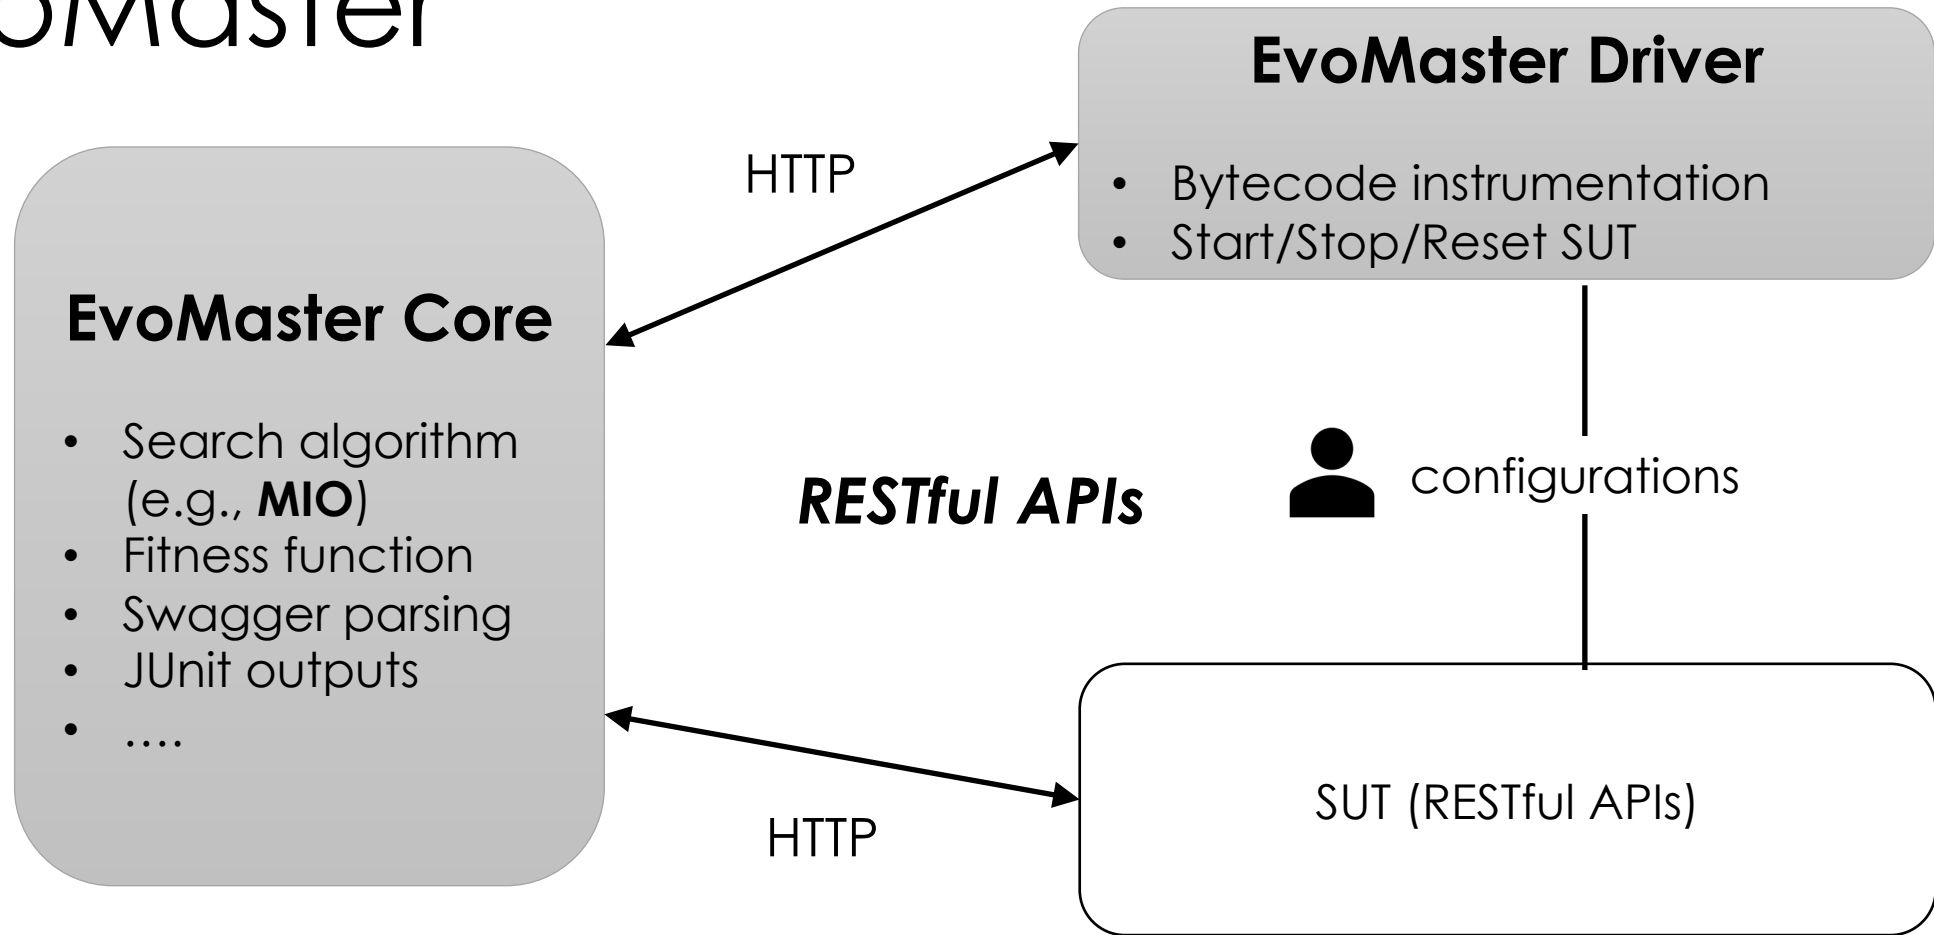 oMaster
EvoMaster Driver
• Bytecode instrumentation
• Start/Stop/Reset SUT
HTTP
EvoMaster Core
• Search algorithm
(e.g., MIO)
• Fitness function
• Swagger parsing
• JUnit outputs
• ....
RESTful APIs
configurations
HTTP
SUT (RESTful APIs)